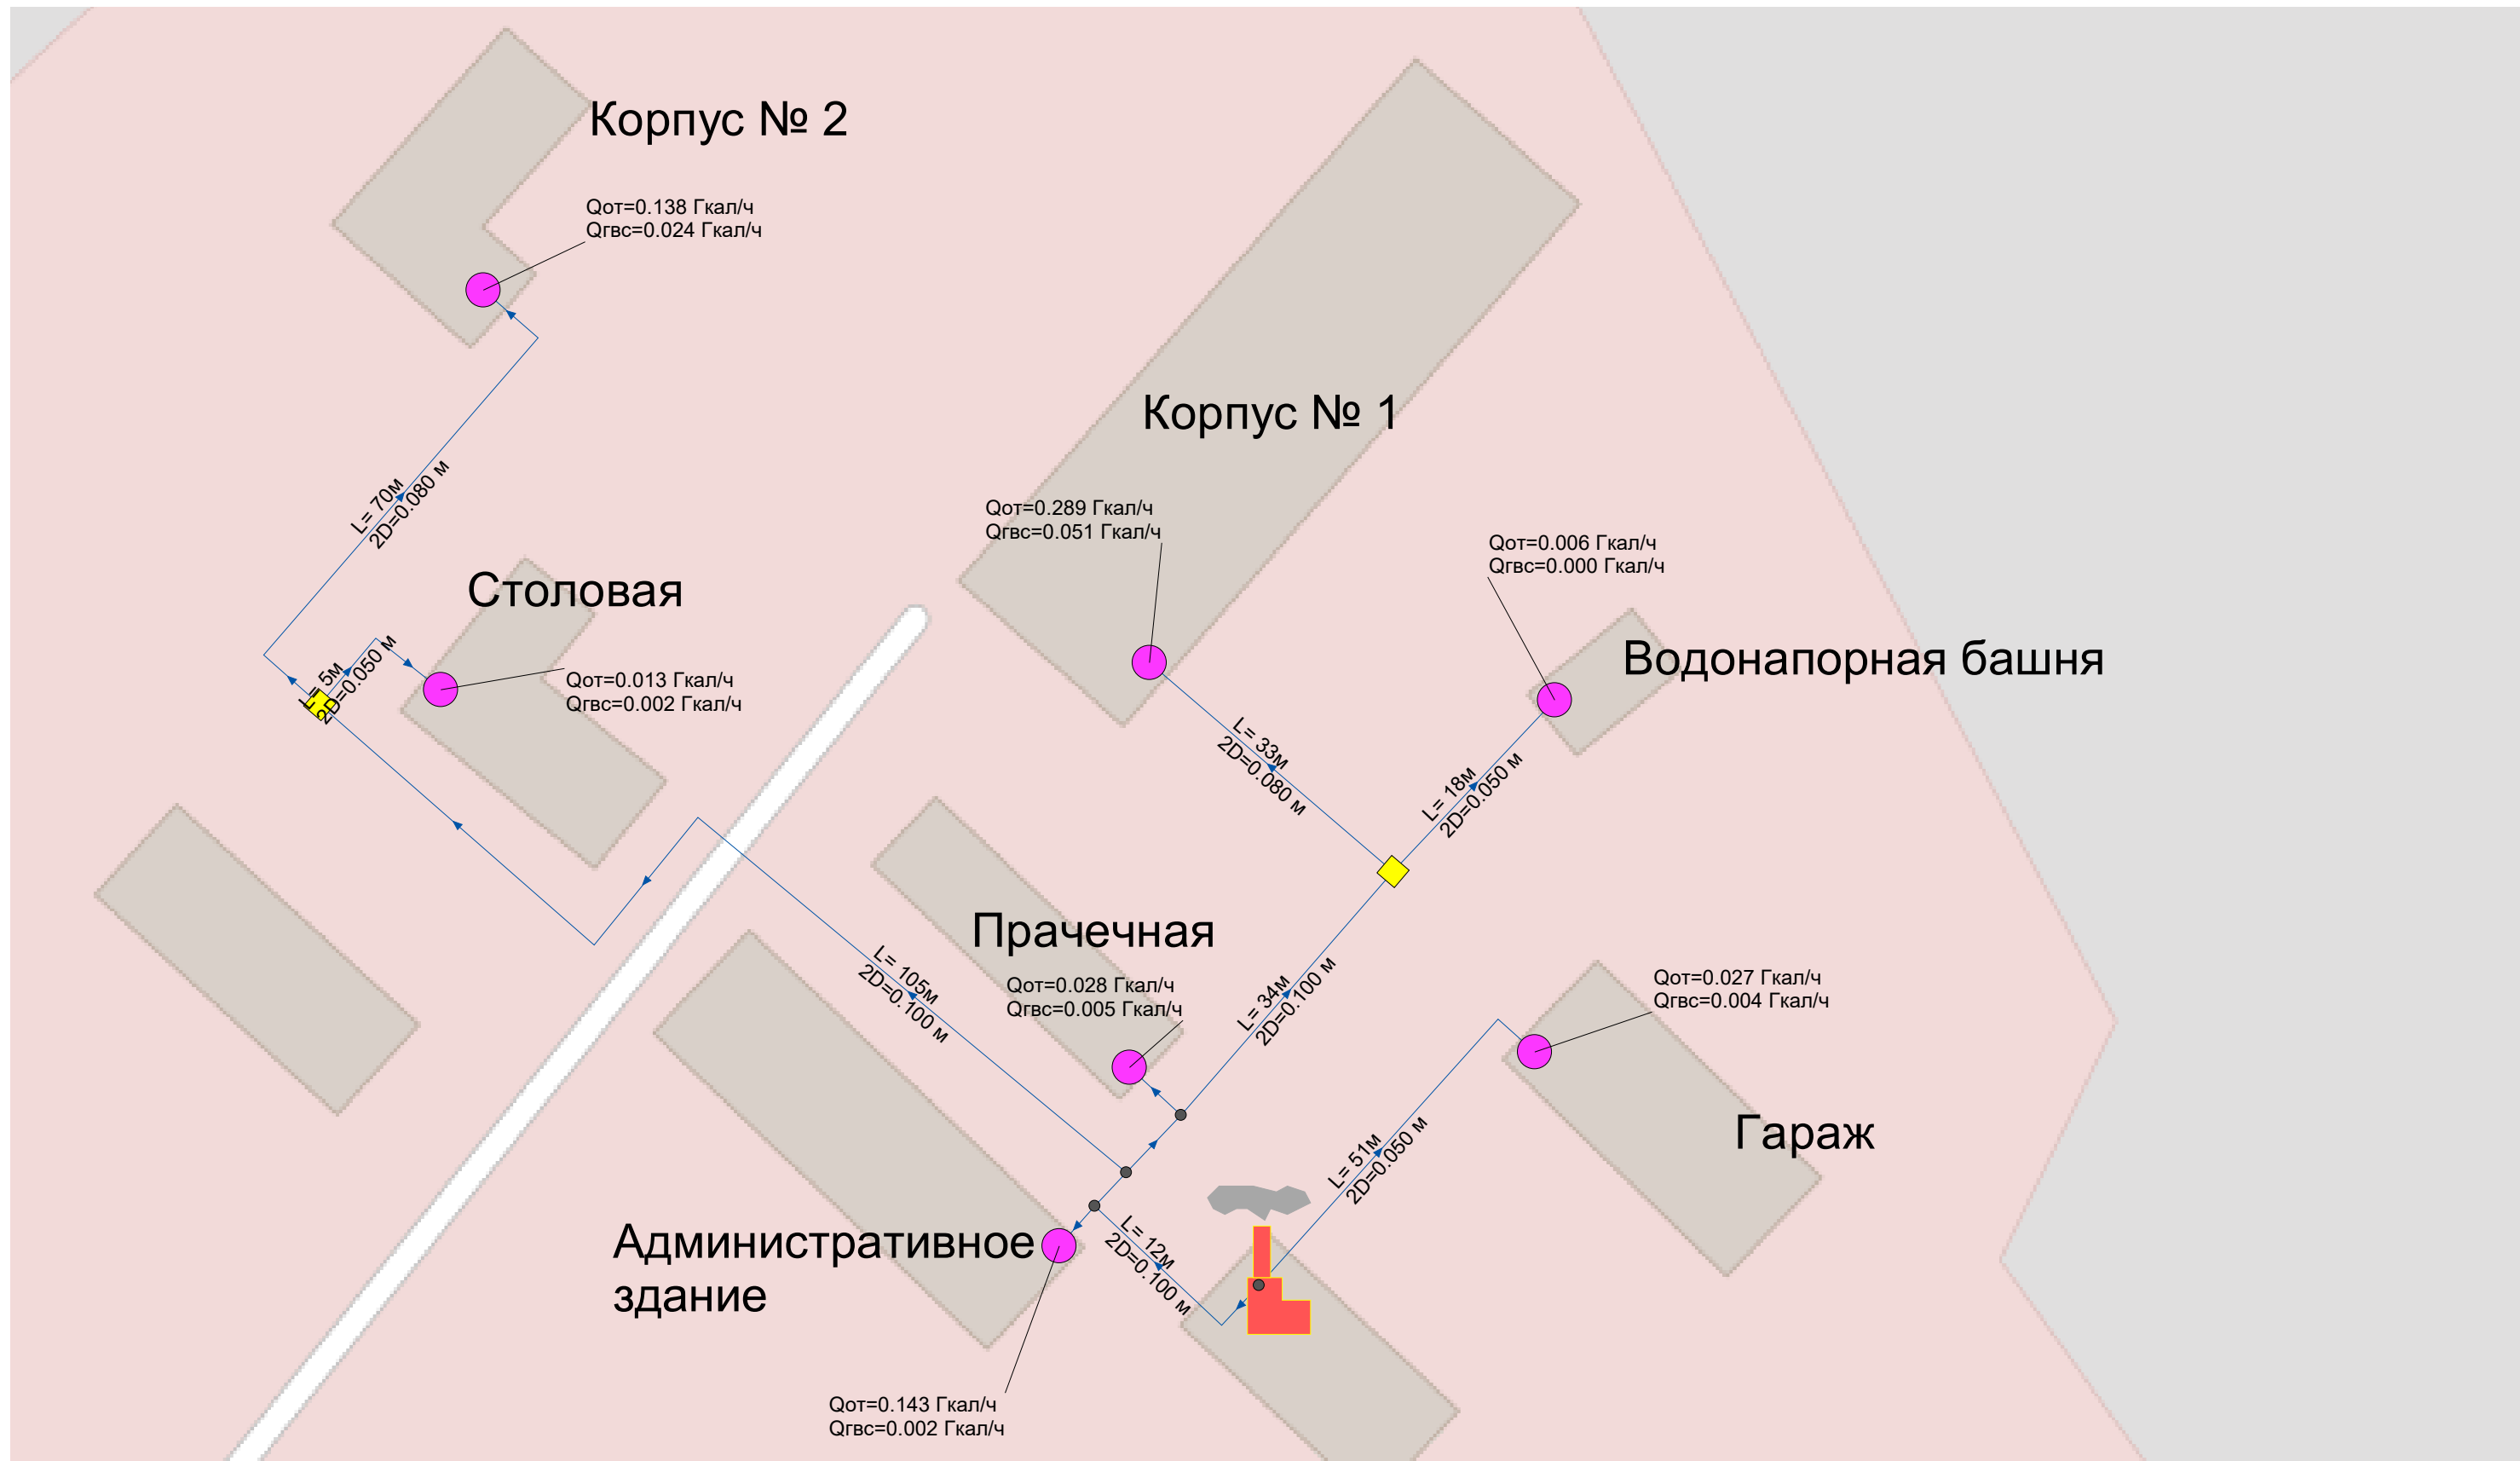 Корпус № 2
Qот=0.138 Гкал/ч
Qгвс=0.024 Гкал/ч
Корпус № 1
L= 70м
2D=0.080 м
Qот=0.289 Гкал/ч
Qгвс=0.051 Гкал/ч
Qот=0.006 Гкал/ч
Qгвс=0.000 Гкал/ч
Столовая
Водонапорная башня
L= 5м
2D=0.050 м
Qот=0.013 Гкал/ч
Qгвс=0.002 Гкал/ч
L= 33м
2D=0.080 м
L= 18м
2D=0.050 м
Прачечная
L= 105м
2D=0.100 м
Qот=0.028 Гкал/ч
Qгвс=0.005 Гкал/ч
L= 34м
2D=0.100 м
Qот=0.027 Гкал/ч
Qгвс=0.004 Гкал/ч
Гараж
L= 51м
2D=0.050 м
Административное
здание
L= 12м
2D=0.100 м
Qот=0.143 Гкал/ч
Qгвс=0.002 Гкал/ч